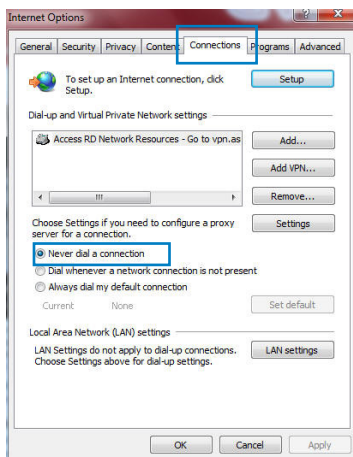 Internet Options
General Security Privacy Content Connections Programs Advanced
To set up an Internet connection, click
Setup.
Setup
Dial-up and Virtual Private Network settings
Access RD Network Resources - Go to vpn.as
Add...
Add VPN...
Remove...
Choose Settings if you need to configure a proxy
server for a connection.
Settings
Never dial a connection
Dial whenever a network connection is not present
Always dial my default connection
Current None Set default
Local Area Network (LAN) settings
LAN Settings do not apply to dial-up connections.
Choose Settings above for dial-up settings.
LAN settings
OK Cancel Apply